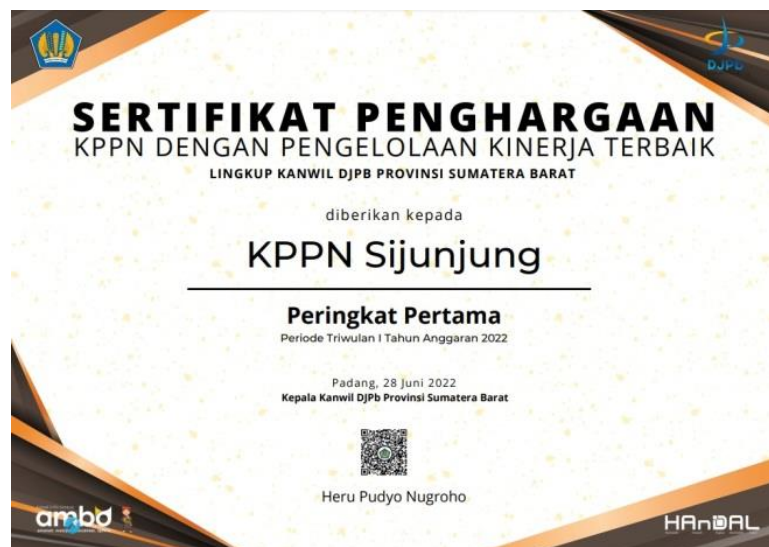 DJPb
SERTIFIKAT PENGHARGAAN
KPPN DENGAN PENGELOLAAN KINERJA TERBAIK
LINGKUP KANWIL DJPB PROVINSI SUMATERA BARAT
diberikan kepada
KPPN Sijunjung
Peringkat Pertama
Periode Triwulan I Tahun Anggaran 2022
Padang, 28 Juni 2022
Kepala Kanwil DJPb Provinsi Sumatera Barat
Heru Pudyo Nugroho
HAnDAL